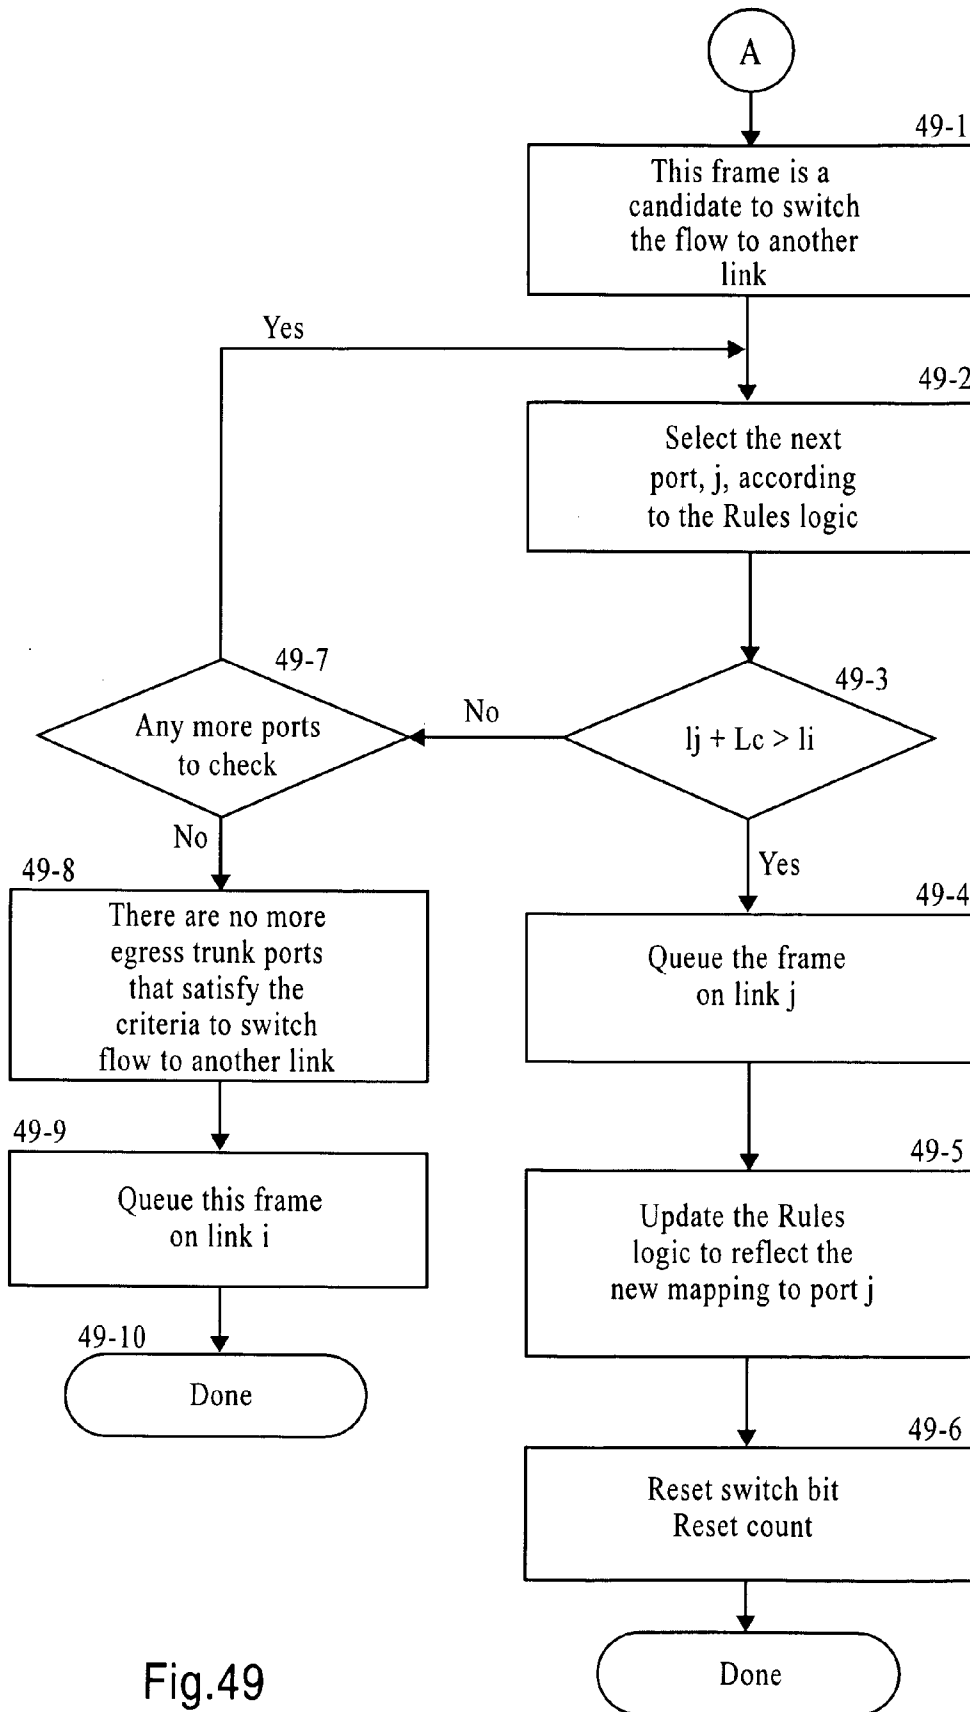 A
49-1
This frame is a
candidate to switch
the flow to another
link
Yes
49-2
Select the next
port, j, according
to the Rules logic
49-7
Any more ports
to check
No
49-3
lj + Lc > li
No
Yes
49-8
There are no more
egress trunk ports
that satisfy the
criteria to switch
flow to another link
49-4
Queue the frame
on link j
49-9
Queue this frame
on link i
49-5
Update the Rules
logic to reflect the
new mapping to port j
49-10
Done
49-6
Reset switch bit
Reset count
Done
Fig.49